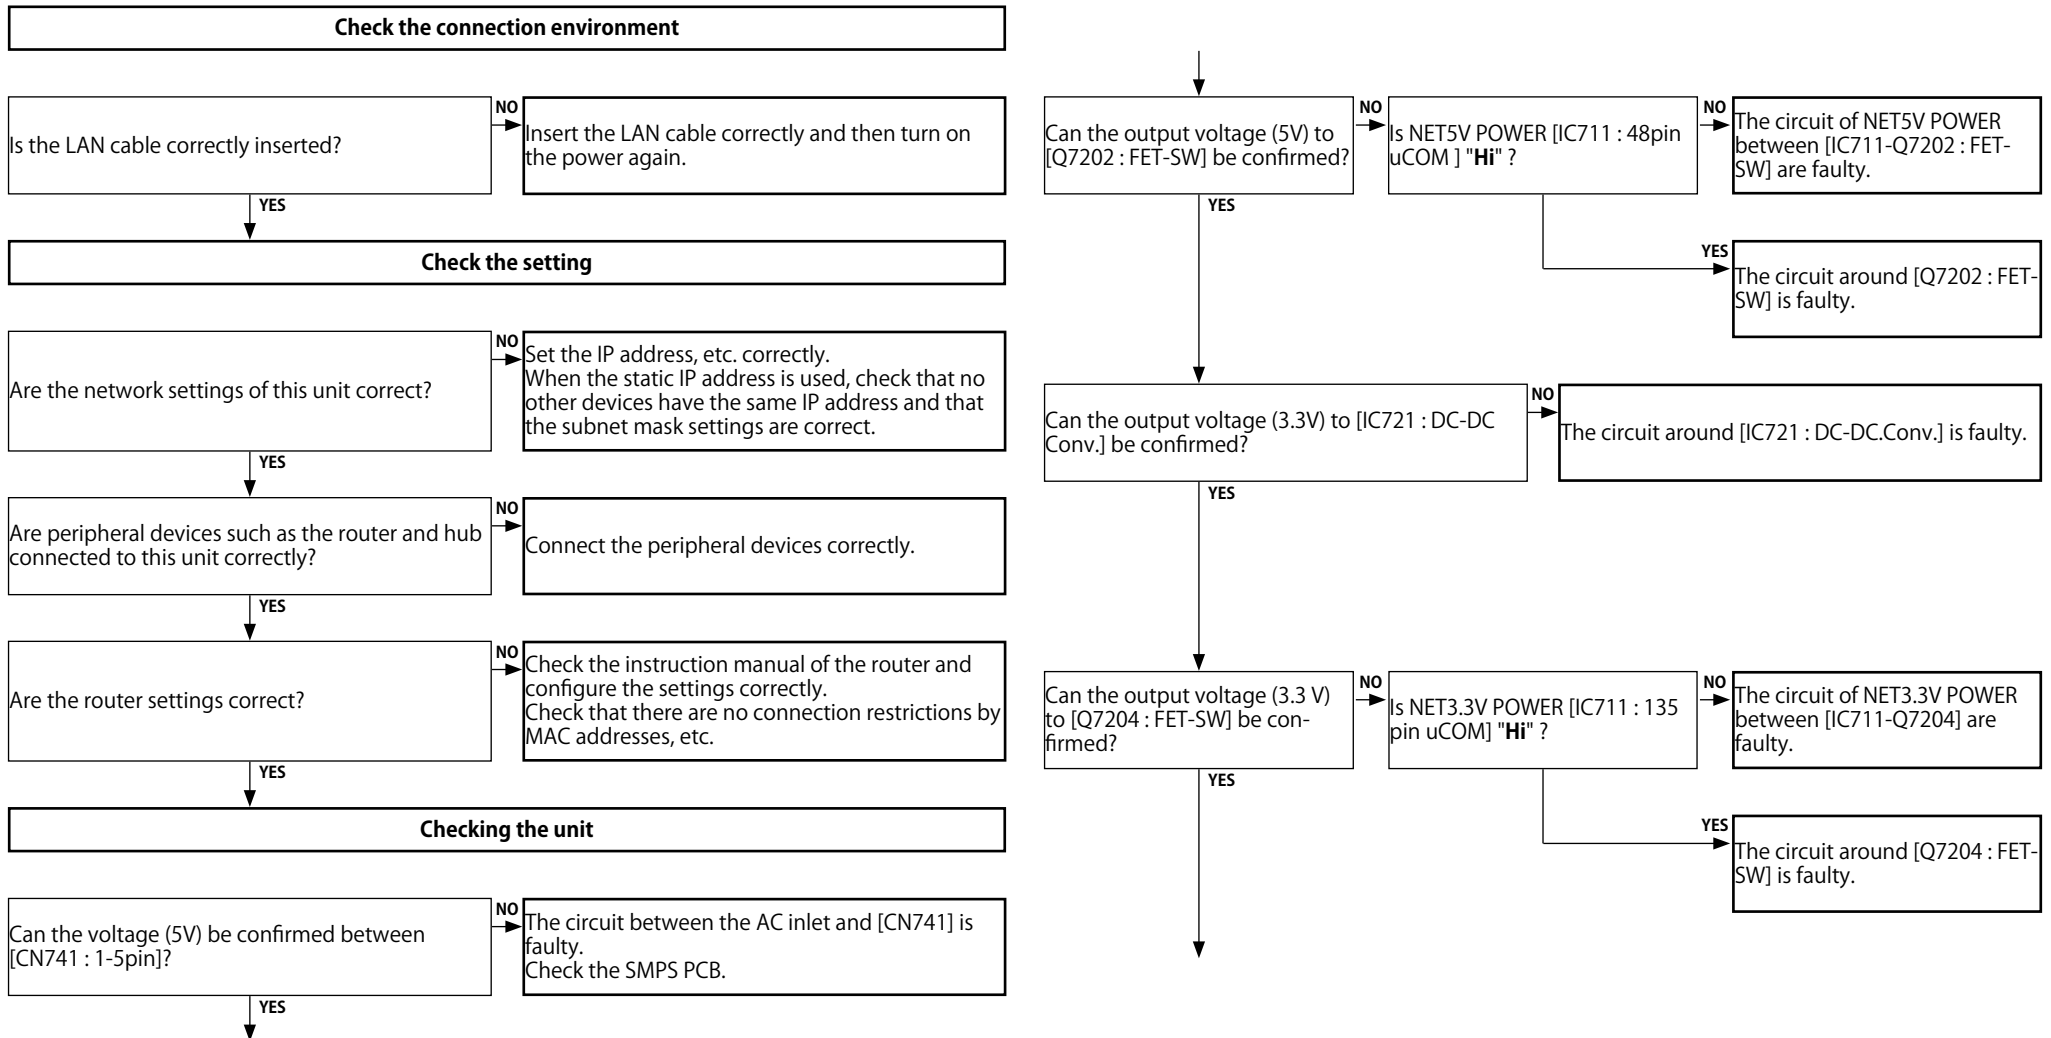 Check the connection environment
Is the LAN cable correctly inserted?
NO
Insert the LAN cable correctly and then turn on
the power again.
YES
Check the setting
Are the network settings of this unit correct?
NO
Set the IP address, etc. correctly.
When the static IP address is used, check that no
other devices have the same IP address and that
the subnet mask settings are correct.
YES
Are peripheral devices such as the router and hub
connected to this unit correctly?
NO
Connect the peripheral devices correctly.
YES
Are the router settings correct?
NO
Check the instruction manual of the router and
configure the settings correctly.
Check that there are no connection restrictions by
MAC addresses, etc.
YES
Checking the unit
Can the voltage (5V) be confirmed between
[CN741 : 1-5pin]?
NO
The circuit between the AC inlet and [CN741] is
faulty.
Check the SMPS PCB.
YES
Can the output voltage (5V) to
[Q7202 : FET-SW] be confirmed?
NO
Is NET5V POWER [IC711 : 48pin
uCOM ] "Hi" ?
NO
The circuit of NET5V POWER
between [IC711-Q7202 : FET-
SW] are faulty.
YES
YES
The circuit around [Q7202 : FET-
SW] is faulty.
Can the output voltage (3.3V) to [IC721 : DC-DC
Conv.] be confirmed?
NO
The circuit around [IC721 : DC-DC.Conv.] is faulty.
YES
Can the output voltage (3.3 V)
to [Q7204 : FET-SW] be con-
firmed?
NO
Is NET3.3V POWER [IC711 : 135
pin uCOM] "Hi" ?
NO
The circuit of NET3.3V POWER
between [IC711-Q7204] are
faulty.
YES
YES
The circuit around [Q7204 : FET-
SW] is faulty.